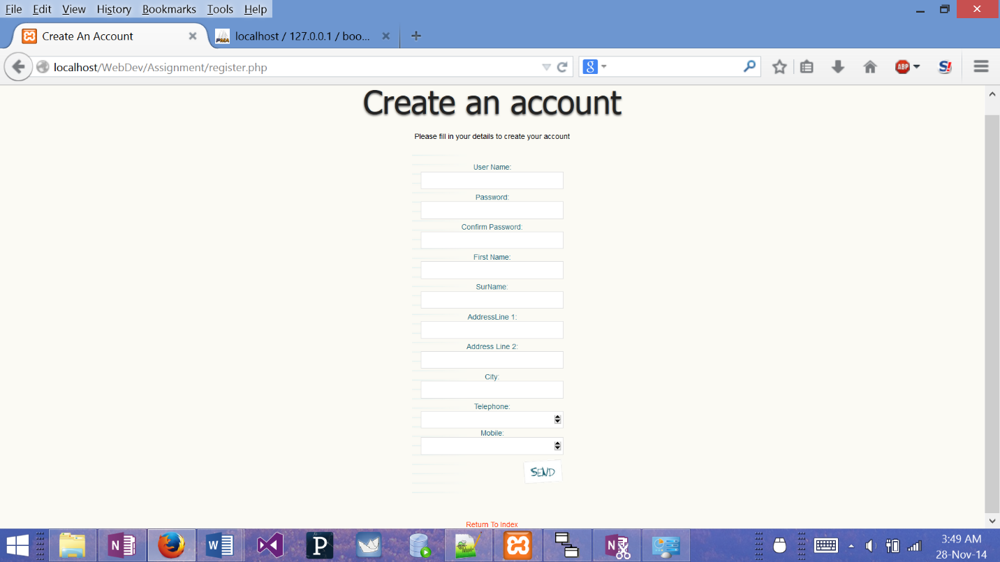 File Edit View History Bookmarks Tools Help
Create An Account
localhost / 127.0.0.1 / boo...
localhost/WebDev/Assignment/register.php
g
ABP
S!
Create an account
Please fill in your details to create your account
User Name:
Password:
Confirm Password:
First Name:
SurName:
AddressLine 1:
Address Line 2:
City:
Telephone:
Mobile:
SEND
Return To Index
3:49 AM
28-Nov-14